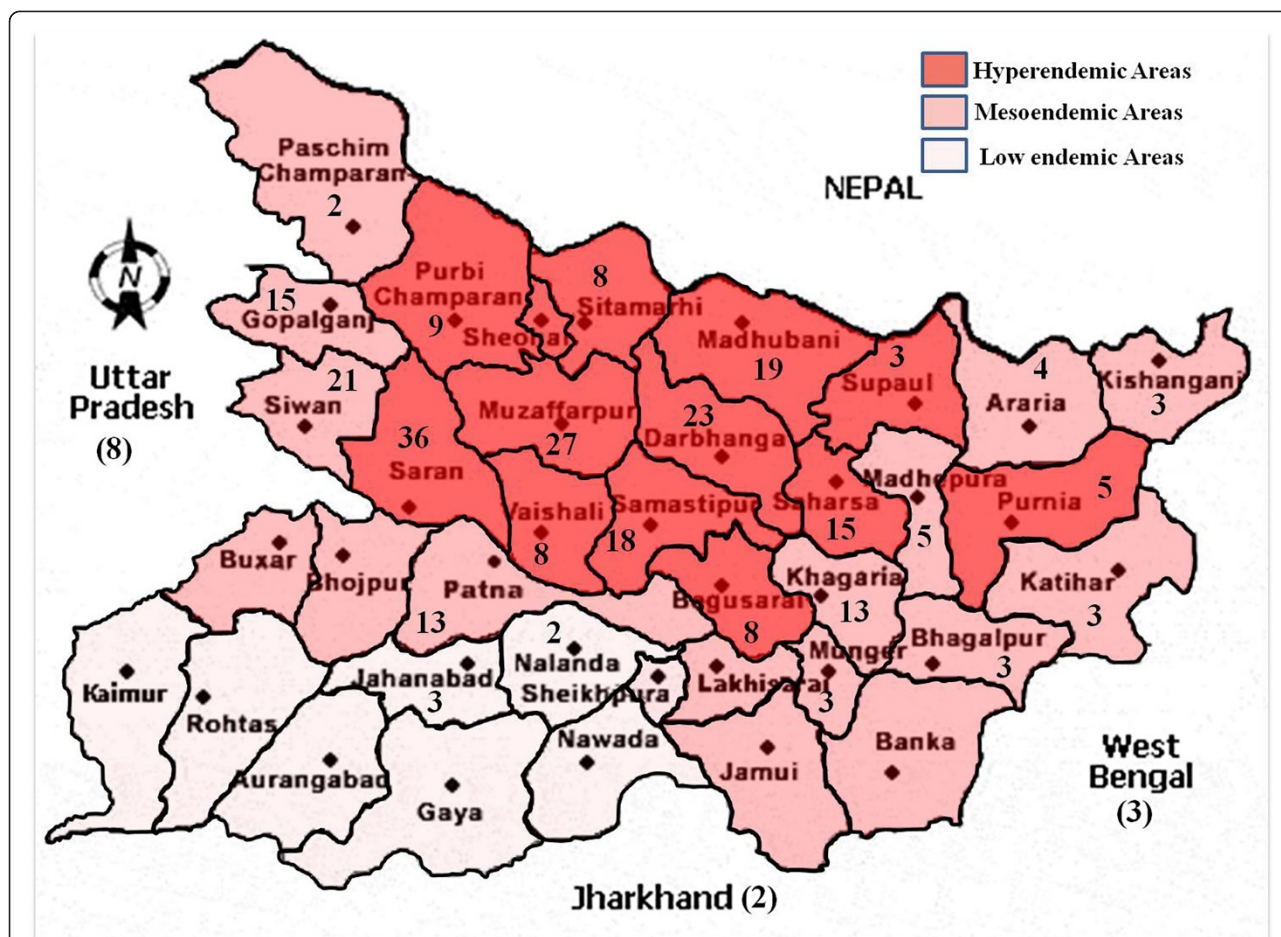 Hyperendemic Areas
Mesoendemic Areas
Low endemic Areas
NEPAL
N
Paschim
Champaran
2
15
Gopalganj
Purbi
Champaran
9
Sheohar
8
Sitamarhi
Madhubani
19
3
Supaul
4
Araria
Kishanganj
3
Uttar
Pradesh
(8)
21
Siwan
36
Saran
Muzaffarpur
27
23
Darbhanga
Vaishali
8
Samastipur
18
Saharsa
15
Madhepura
5
Purnia
5
Katihar
3
Buxar
Bhojpur
Patna
13
Begusarai
8
Khagaria
13
Munger
3
Bhagalpur
3
Kaimur
Rohtas
Jahanabad
3
2
Nalanda
Sheikhpura
Lakhisarai
Aurangabad
Gaya
Nawada
Jamui
Banka
West
Bengal
(3)
Jharkhand (2)